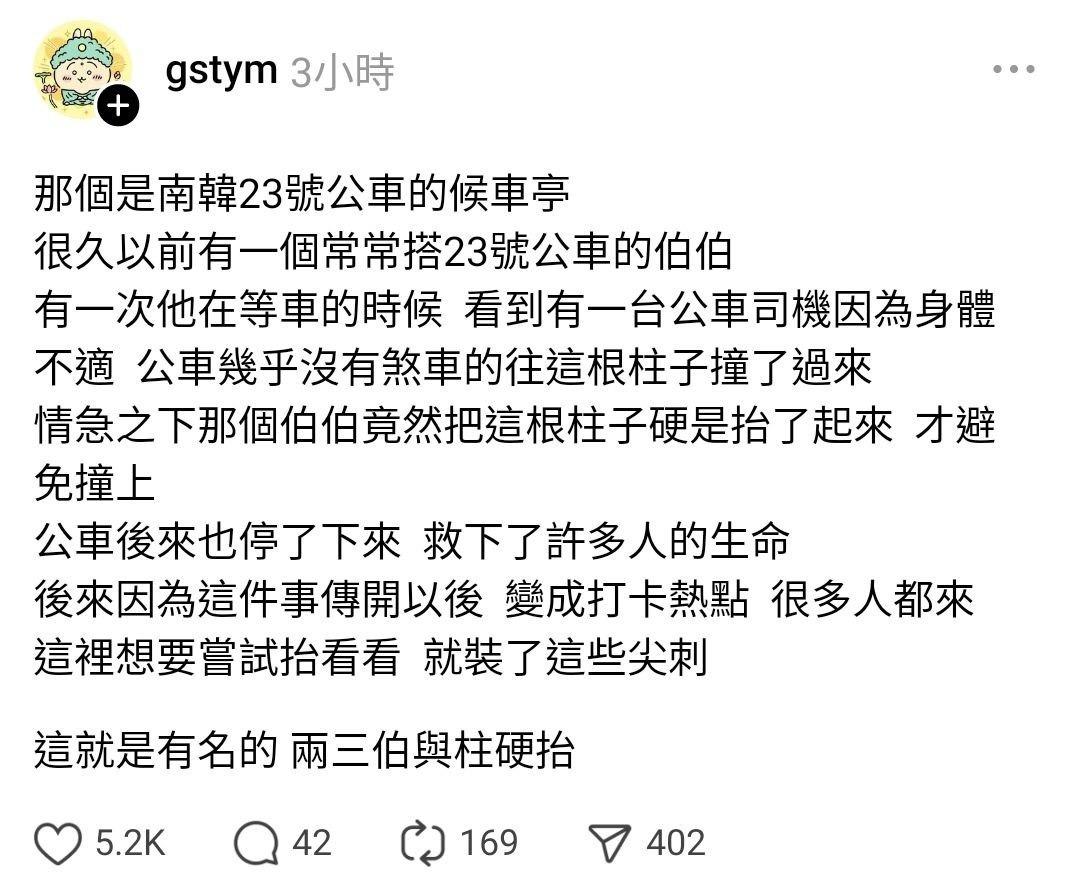 gstym 3小時
那個是南韓23號公車的候車亭
很久以前有一個常常搭23號公車的伯伯
有一次他在等車的時候 看到有一台公車司機因為身體
不適 公車幾乎沒有煞車的往這根柱子撞了過來
情急之下那個伯伯竟然把這根柱子硬是抬了起來 才避
免撞上
公車後來也停了下來 救下了許多人的生命
後來因為這件事傳開以後 變成打卡熱點 很多人都來
這裡想要嘗試抬看看 就裝了這些尖刺
這就是有名的 兩三伯與柱硬抬
5.2K 42 169 402